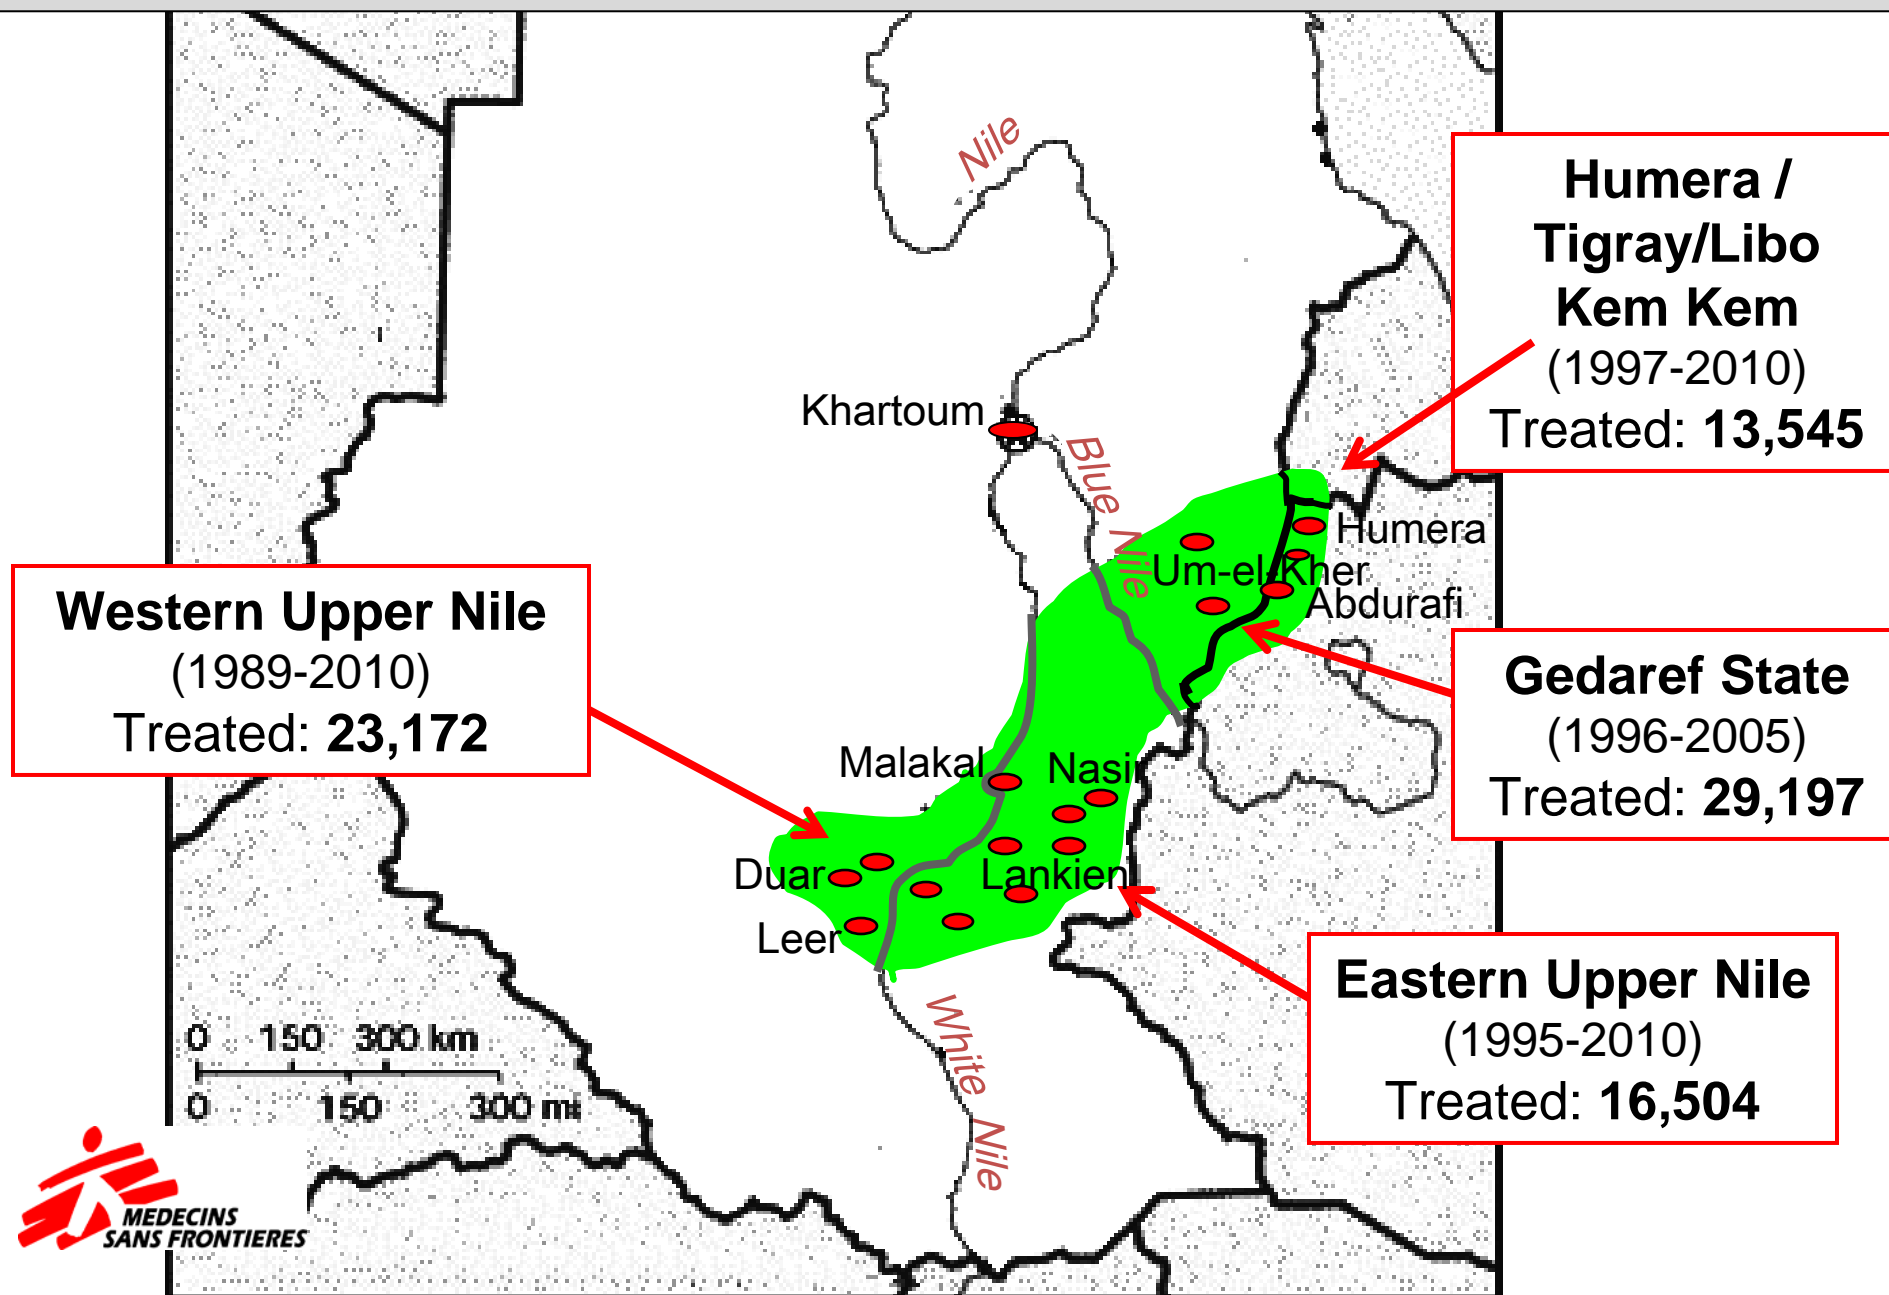 Nile
Humera /
Tigray/Libo
Kem Kem
(1997-2010)
Treated: 13,545
Khartoum
Blue Nile
Humera
Um-el-Kher
Abdurafi
Western Upper Nile
(1989-2010)
Treated: 23,172
Gedaref State
(1996-2005)
Treated: 29,197
Malakal
Nasir
Duar
Lankien
Leer
Eastern Upper Nile
(1995-2010)
Treated: 16,504
White Nile
0 150 300 km
0 150 300 mi
MEDECINS
SANS FRONTIERES